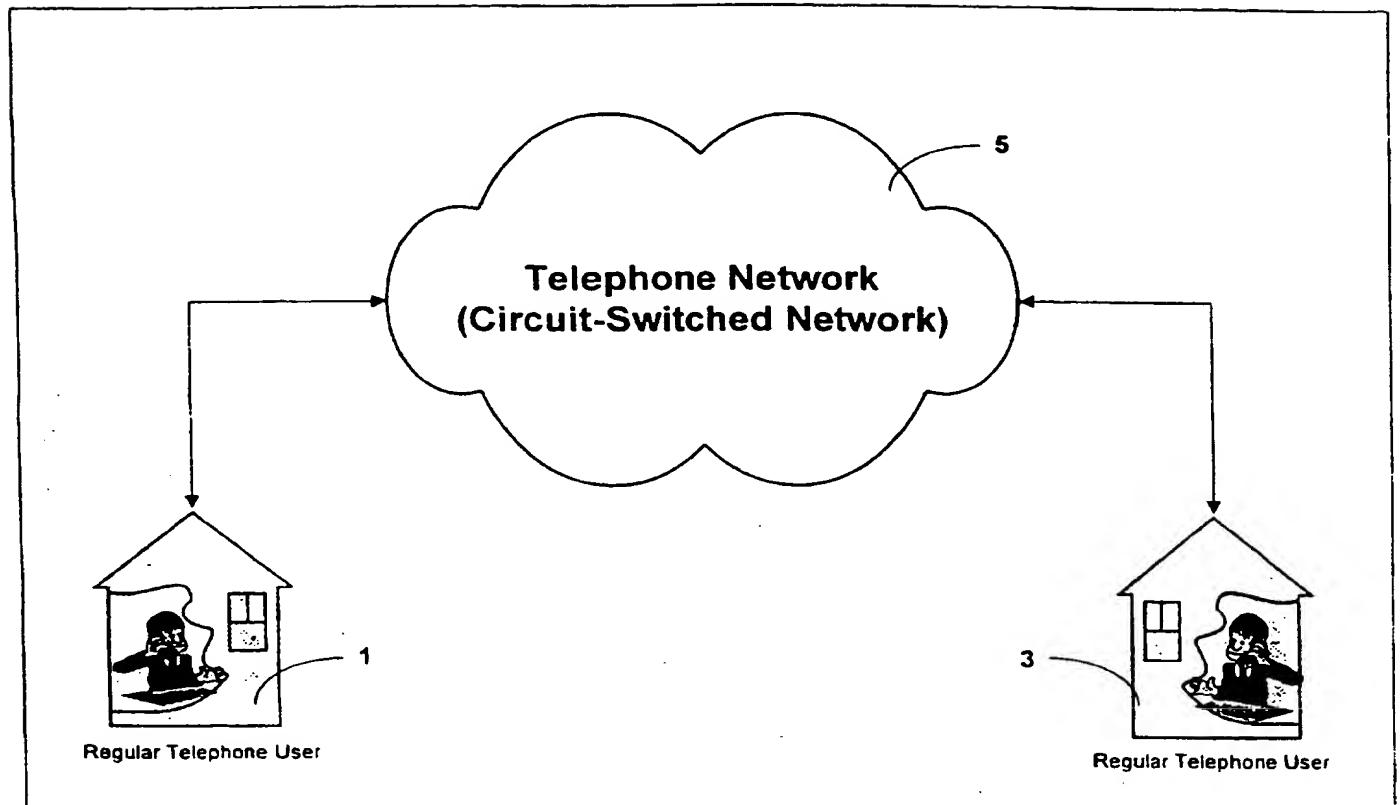 5
Telephone Network
(Circuit-Switched Network)
1
3
Regular Telephone User
Regular Telephone User